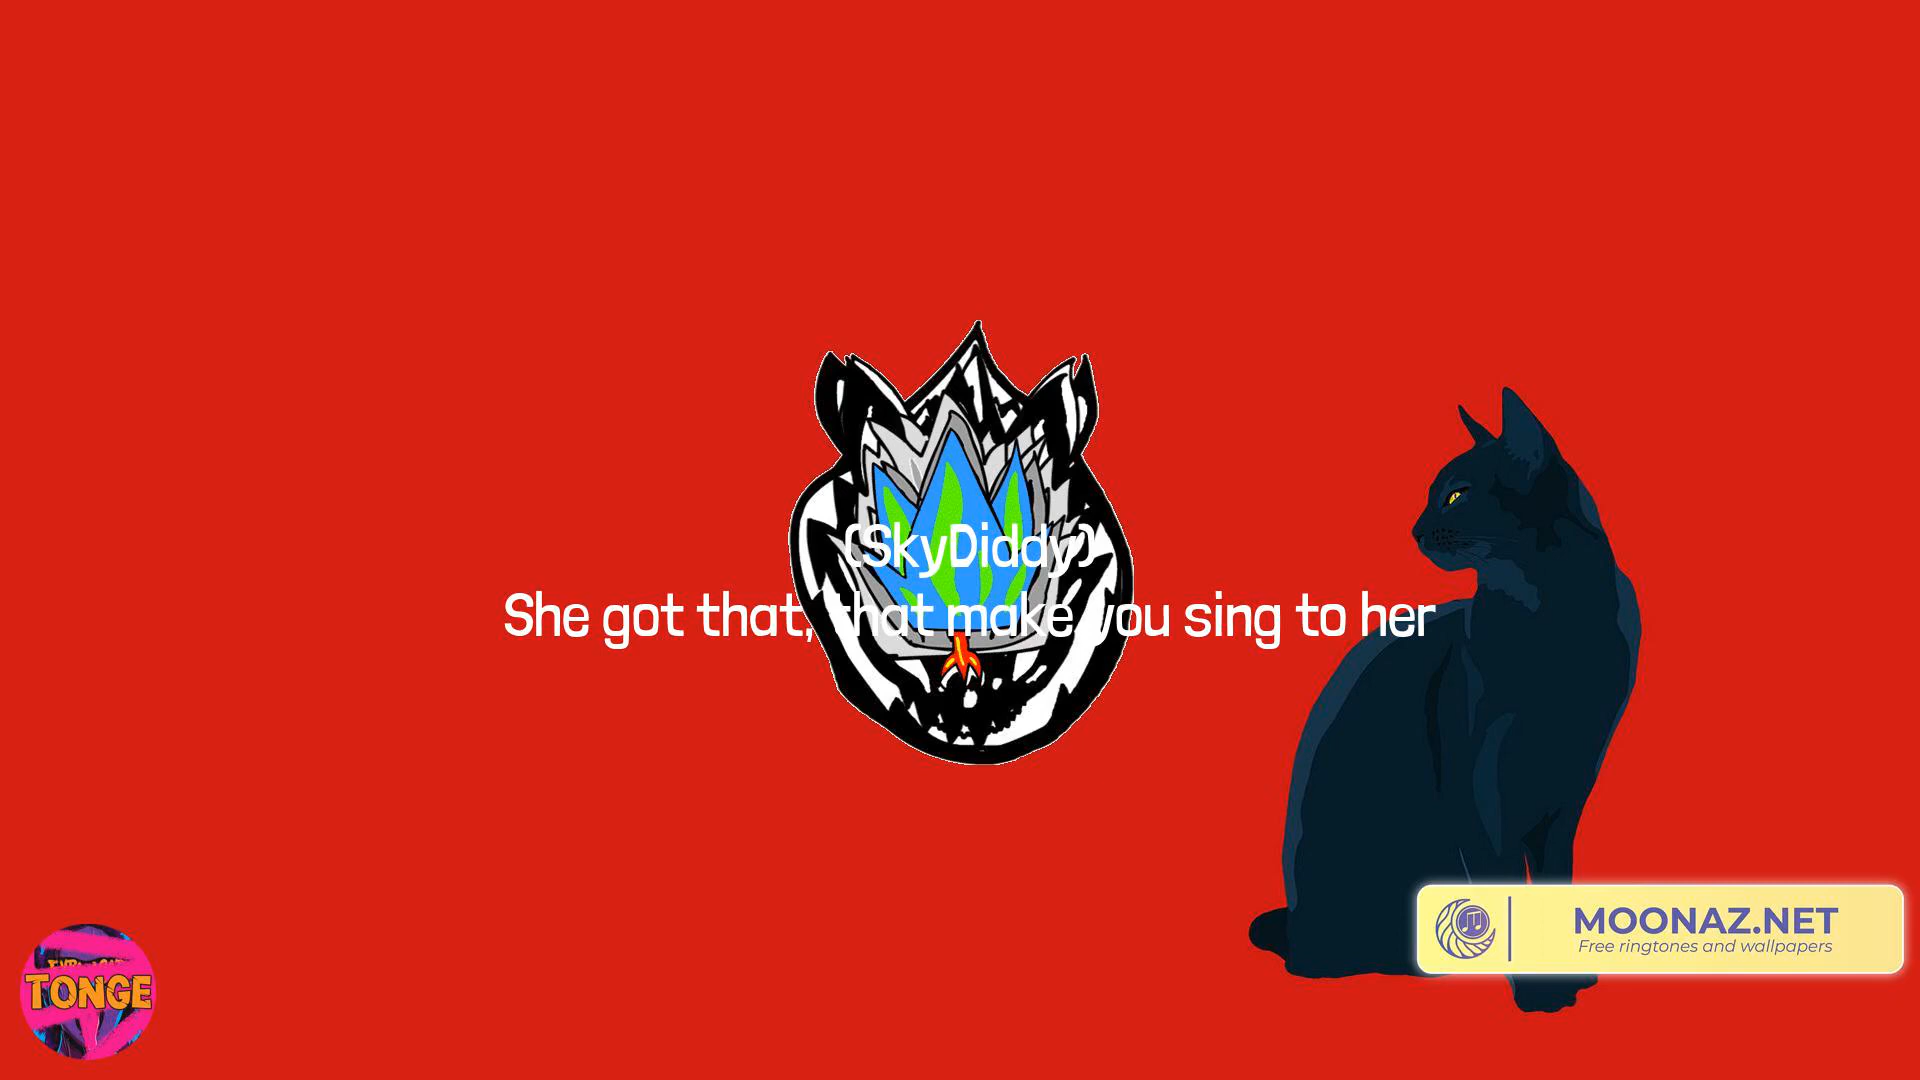 (SkyDiddy)
She got that, that make you sing to her
MOONAZ.NET
Free ringtones and wallpapers
TONGE